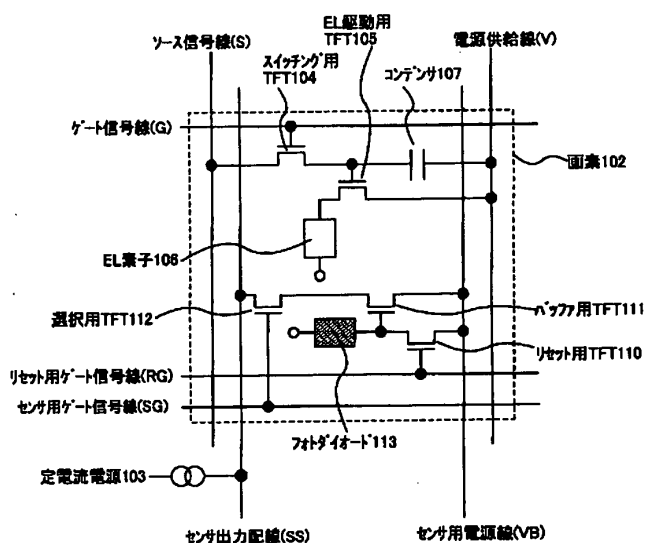 EL駆動用
TFT105
ソース信号線(S)
電源供給線(V)
スイッチング用
TFT104
コンデンサ107
ゲート信号線(G)
画素102
EL素子106
選択用TFT112
バッファ用TFT111
リセット用TFT110
リセット用ゲート信号線(RG)
センサ用ゲート信号線(SG)
フォトダイオード113
定電流電源103
センサ出力配線(SS)
センサ用電源線(VB)